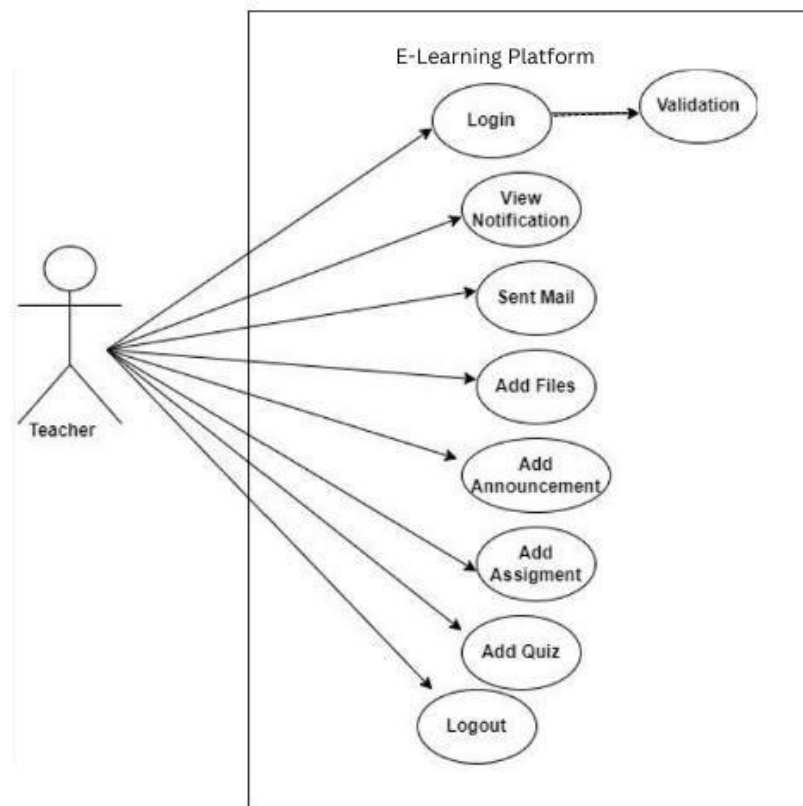 E-Learning Platform
Login
Validation
View
Notification
Sent Mail
Add Files
Teacher
Add
Announcement
Add
Assigment
Add Quiz
Logout